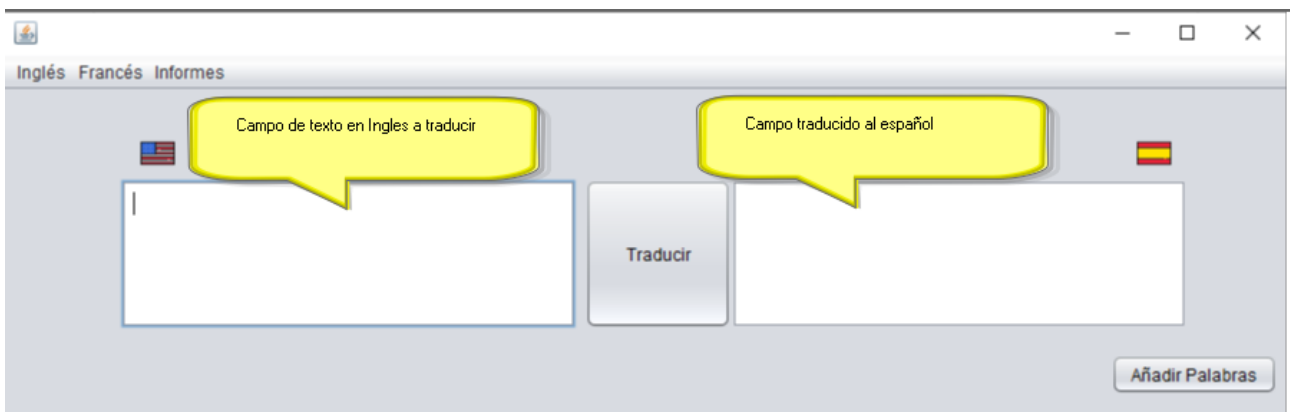 Inglés Francés Informes
Campo de texto en Ingles a traducir
Campo traducido al español
Traducir
Añadir Palabras